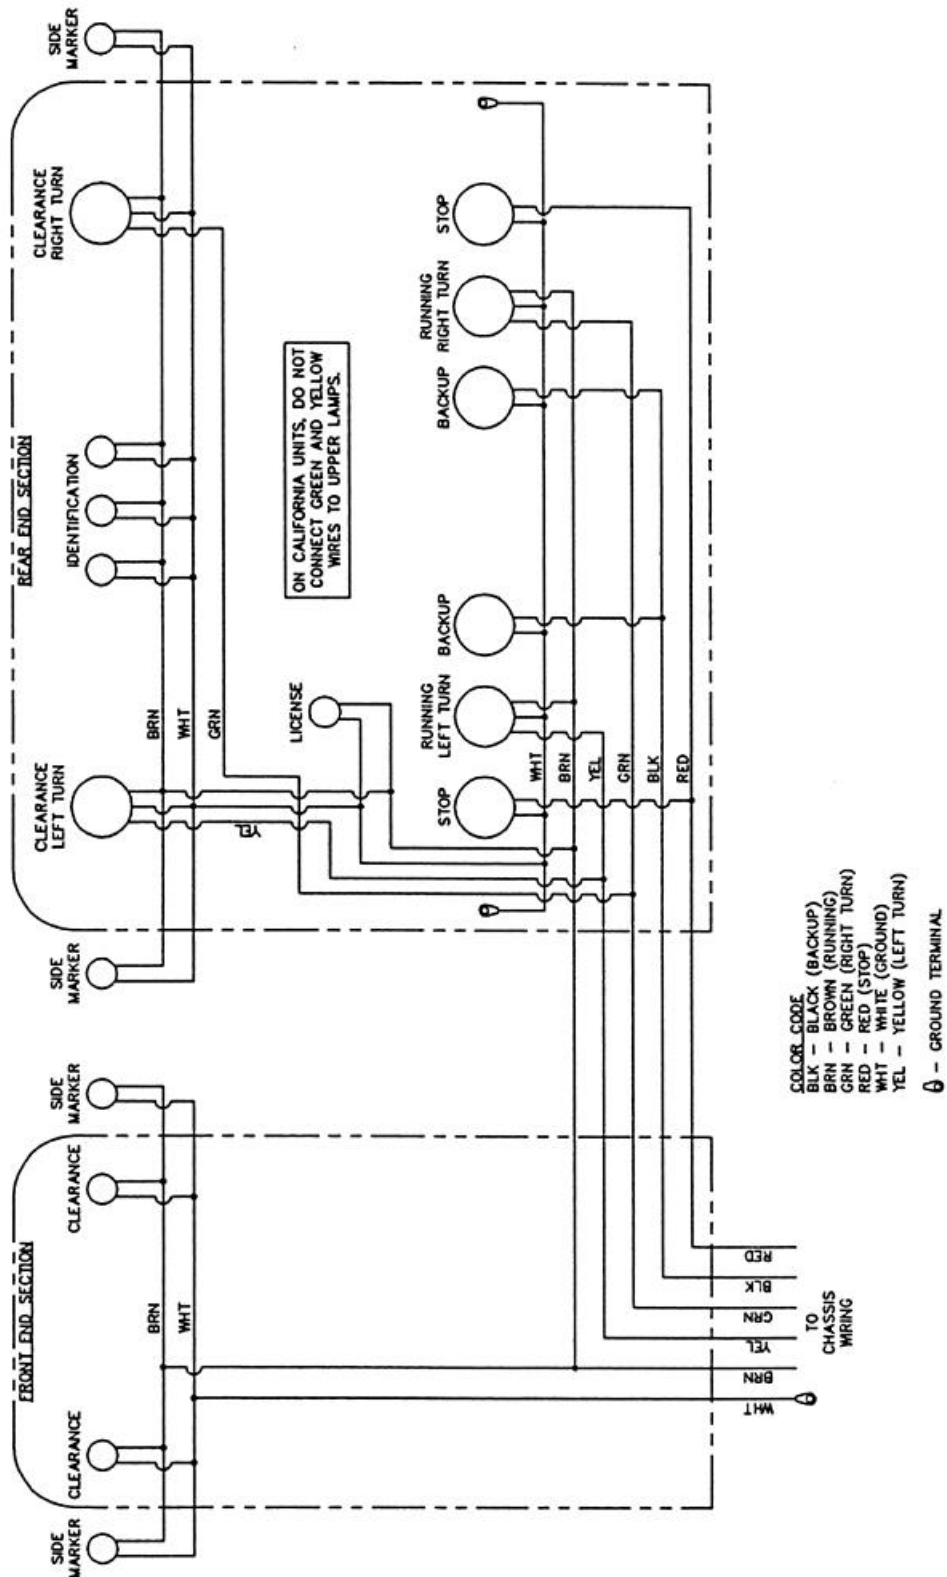 SIDE
MARKER
CLEARANCE
RIGHT TURN
REAR END SECTION
IDENTIFICATION
CLEARANCE
LEFT TURN
SIDE
MARKER
BRN
WHT
GRN
YEL
ON CALIFORNIA UNITS, DO NOT
CONNECT GREEN AND YELLOW
WIRES TO UPPER LAMPS.
LICENSE
STOP
RUNNING
RIGHT TURN
BACKUP
BACKUP
RUNNING
LEFT TURN
STOP
WHT
BRN
YEL
GRN
BLK
RED
SIDE
MARKER
CLEARANCE
FRONT END SECTION
BRN
WHT
CLEARANCE
SIDE
MARKER
RED
BLK
GRN
YEL
BRN
WHT
TO
CHASSIS
WIRING
COLOR CODE
BLK - BLACK (BACKUP)
BRN - BROWN (RUNNING)
GRN - GREEN (RIGHT TURN)
RED - RED (STOP)
WHT - WHITE (GROUND)
YEL - YELLOW (LEFT TURN)
- GROUND TERMINAL